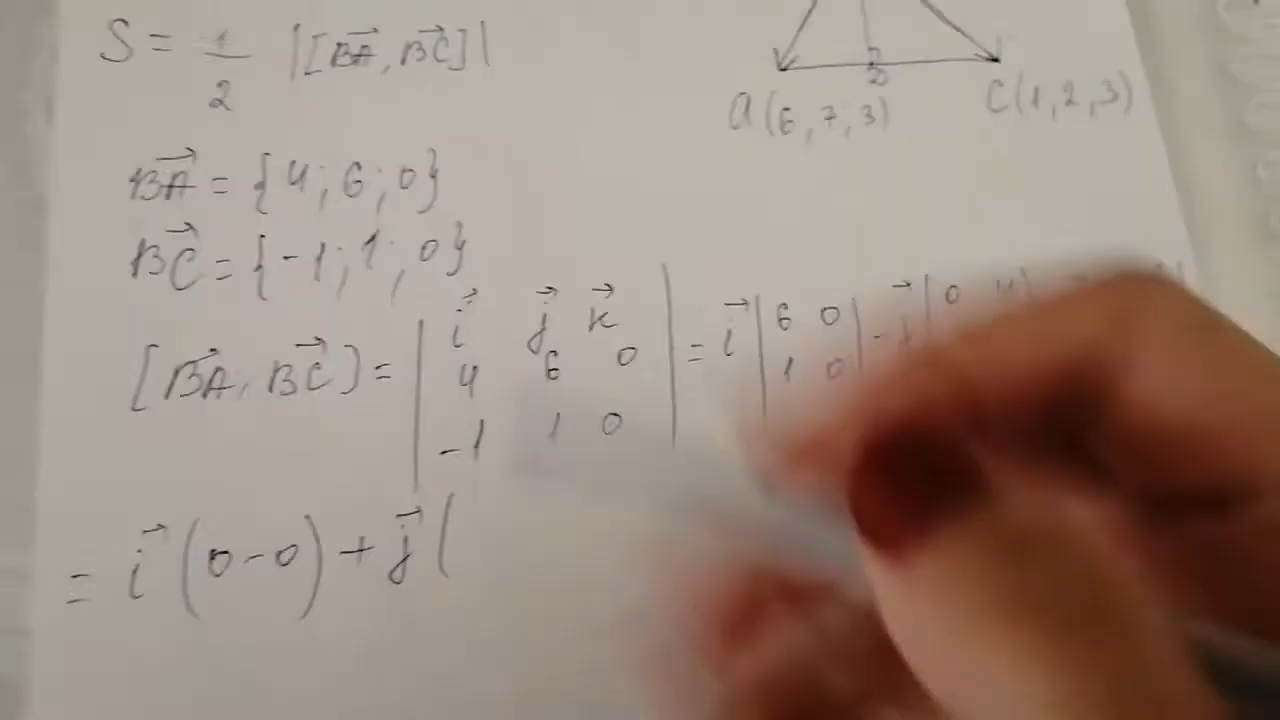 S = 1/2 |[BA→, BC→]|
A(6, 7, 3) C(1, 2, 3)
BA→ = {4; 6; 0}
BC→ = {-1; 1; 0}
[BA→, BC→] = | i→ j→ k→ | = i→ | 6 0 | - j→ | 0
4 6 0
1 0
-1 1 0
= i→ (0-0) + j→ (